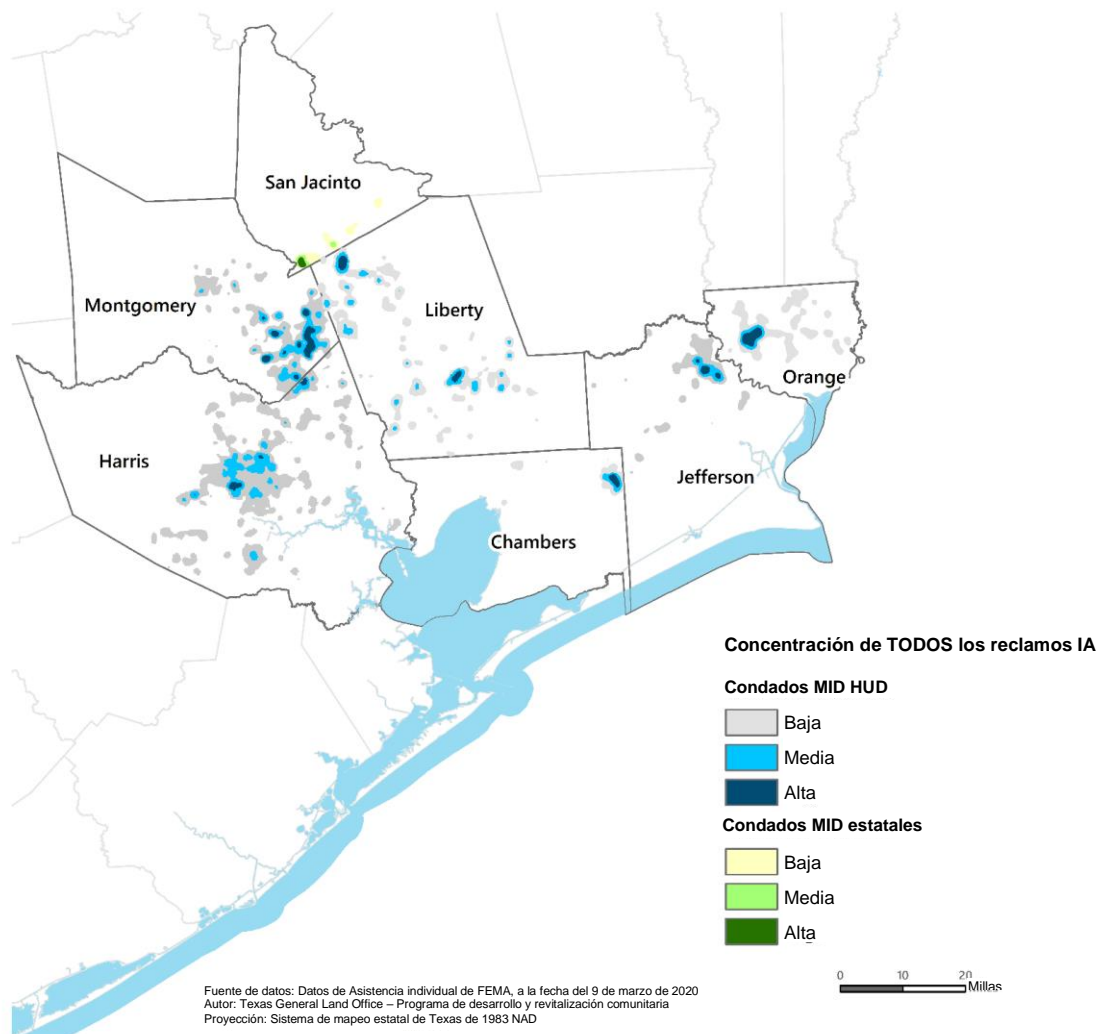 San Jacinto
Montgomery
Liberty
Orange
Harris
Jefferson
Chambers
Concentración de TODOS los reclamos IA
Condados MID HUD
Baja
Media
Alta
Condados MID estatales
Baja
Media
Alta
0 10 20 Millas
Fuente de datos: Datos de Asistencia individual de FEMA, a la fecha del 9 de marzo de 2020
Autor: Texas General Land Office – Programa de desarrollo y revitalización comunitaria
Proyección: Sistema de mapeo estatal de Texas de 1983 NAD